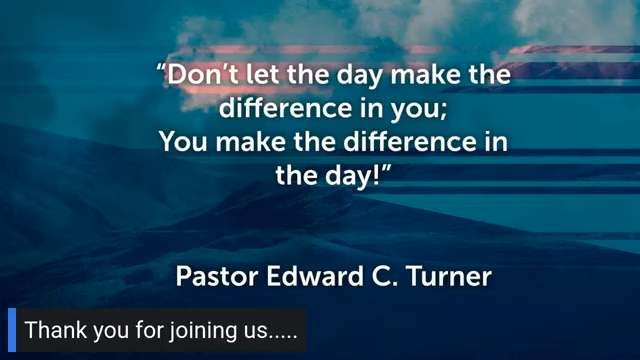 “Don’t let the day make the
difference in you;
You make the difference in
the day!”
Pastor Edward C. Turner
Thank you for joining us.....